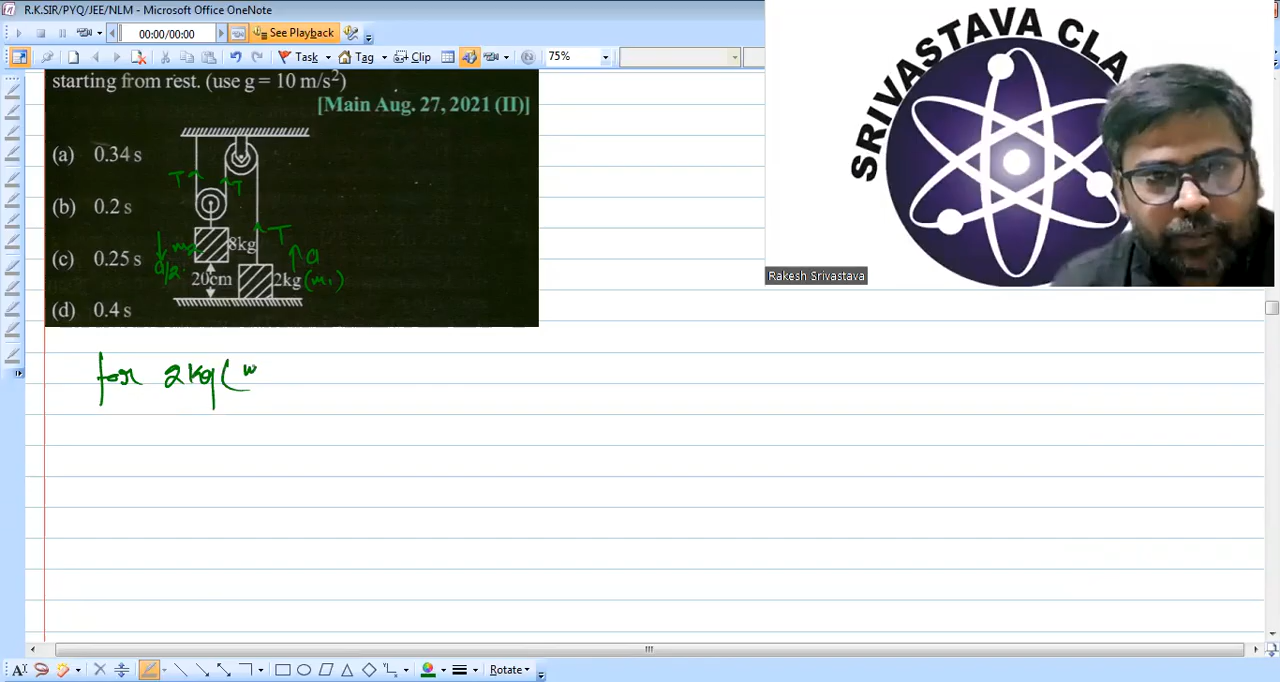 R.K.SIR/PYQ/JEE/NLM - Microsoft Office OneNote
00:00/00:00 See Playback
Task Tag Clip 75%
starting from rest. (use g = 10 m/s²)
[Main Aug. 27, 2021 (II)]
(a) 0.34 s
(b) 0.2 s
(c) 0.25 s
(d) 0.4 s
T T
T
m2 8kg
a/2 a
20cm 2kg (m1)
for 2kg (
SRIVASTAVA CLA
Rakesh Srivastava
Rotate